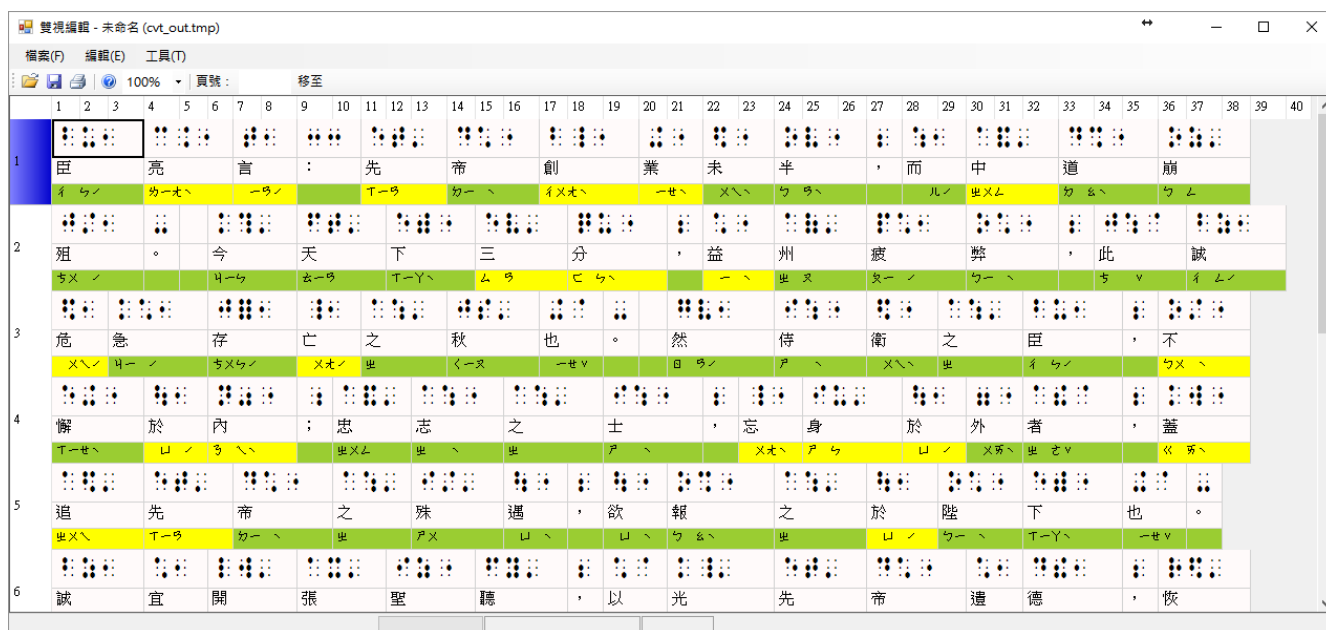 雙視編輯 - 未命名 (cvt_out.tmp)
檔案(F) 編輯(E) 工具(T)
100% 頁號： 移至
1 2 3 4 5 6 7 8 9 10 11 12 13 14 15 16 17 18 19 20 21 22 23 24 25 26 27 28 29 30 31 32 33 34 35 36 37 38 39 40
1
臣 亮 言 ： 先 帝 創 業 未 半 ， 而 中 道 崩
ㄔㄣˊ ㄌㄧㄤˋ ㄧㄢˊ ㄒㄧㄢ ㄉㄧˋ ㄔㄨㄤˋ ㄧㄝˋ ㄨㄟˋ ㄅㄢˋ ㄦˊ ㄓㄨㄥ ㄉㄠˋ ㄅㄥ
2
殂 。 今 天 下 三 分 ， 益 州 疲 弊 ， 此 誠
ㄘㄨˊ ㄐㄧㄣ ㄊㄧㄢ ㄒㄧㄚˋ ㄙㄢ ㄈㄣˋ ㄧˋ ㄓㄡ ㄆㄧˊ ㄅㄧˋ ㄘˇ ㄔㄥˊ
3
危 急 存 亡 之 秋 也 。 然 侍 衛 之 臣 ， 不
ㄨㄟˊ ㄐㄧˊ ㄘㄨㄣˊ ㄨㄤˊ ㄓ ㄑㄧㄡ ㄧㄝˇ ㄖㄢˊ ㄕˋ ㄨㄟˋ ㄓ ㄔㄣˊ ㄅㄨˋ
4
懈 於 內 ； 忠 志 之 士 ， 忘 身 於 外 者 ， 蓋
ㄒㄧㄝˋ ㄩˊ ㄋㄟˋ ㄓㄨㄥ ㄓˋ ㄓ ㄕˋ ㄨㄤˋ ㄕㄣ ㄩˊ ㄨㄞˋ ㄓㄜˇ ㄍㄞˋ
5
追 先 帝 之 殊 遇 ， 欲 報 之 於 陛 下 也 。
ㄓㄨㄟ ㄒㄧㄢ ㄉㄧˋ ㄓ ㄕㄨ ㄩˋ ㄩˋ ㄅㄠˋ ㄓ ㄩˊ ㄅㄧˋ ㄒㄧㄚˋ ㄧㄝˇ
6
誠 宜 開 張 聖 聽 ， 以 光 先 帝 遺 德 ， 恢